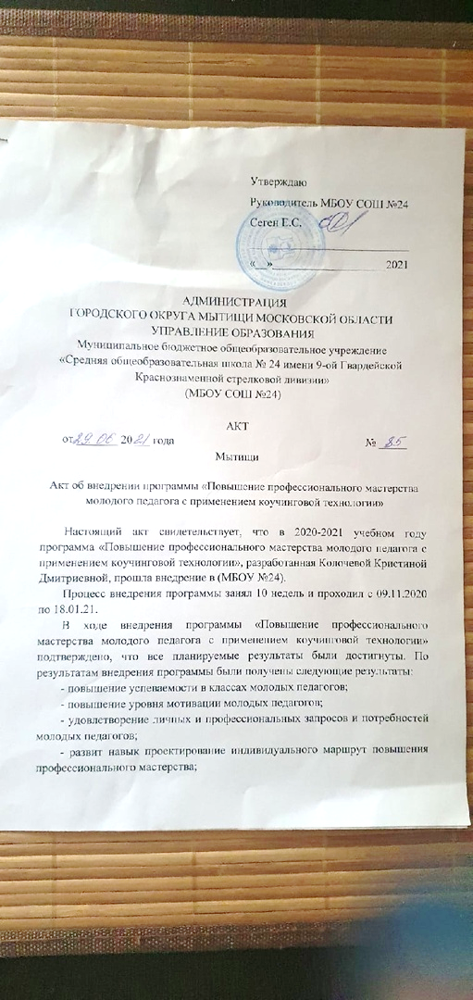 Утверждаю
Руководитель МБОУ СОШ №24
Сеген Е.С.
«__»____________________ 2021
АДМИНИСТРАЦИЯ
ГОРОДСКОГО ОКРУГА МЫТИЩИ МОСКОВСКОЙ ОБЛАСТИ
УПРАВЛЕНИЕ ОБРАЗОВАНИЯ
Муниципальное бюджетное общеобразовательное учреждение
«Средняя общеобразовательная школа № 24 имени 9-ой Гвардейской
Краснознаменной стрелковой дивизии»
(МБОУ СОШ №24)
АКТ
от 29 06 2021 года № 85
Мытищи
Акт об внедрении программы «Повышение профессионального мастерства
молодого педагога с применением коучинговой технологии»
Настоящий акт свидетельствует, что в 2020-2021 учебном году
программа «Повышение профессионального мастерства молодого педагога с
применением коучинговой технологии», разработанная Колочевой Кристиной
Дмитриевной, прошла внедрение в (МБОУ №24).
Процесс внедрения программы занял 10 недель и проходил с 09.11.2020
по 18.01.21.
В ходе внедрения программы «Повышение профессионального
мастерства молодого педагога с применением коучинговой технологии»
подтверждено, что все планируемые результаты были достигнуты. По
результатам внедрения программы были получены следующие результаты:
- повышение успеваемости в классах молодых педагогов;
- повышение уровня мотивации молодых педагогов;
- удовлетворение личных и профессиональных запросов и потребностей
молодых педагогов;
- развит навык проектирование индивидуального маршрут повышения
профессионального мастерства;